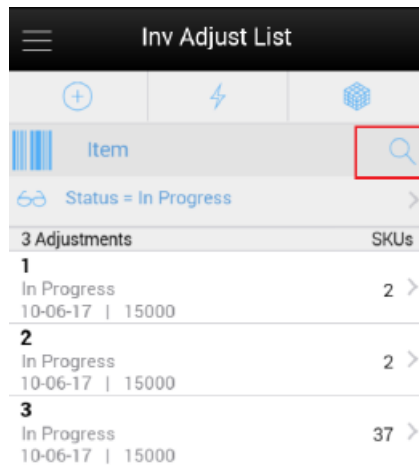 Inv Adjust List
Item
Status = In Progress
3 Adjustments SKUs
1
In Progress 2
10-06-17 | 15000
2
In Progress 2
10-06-17 | 15000
3
In Progress 37
10-06-17 | 15000